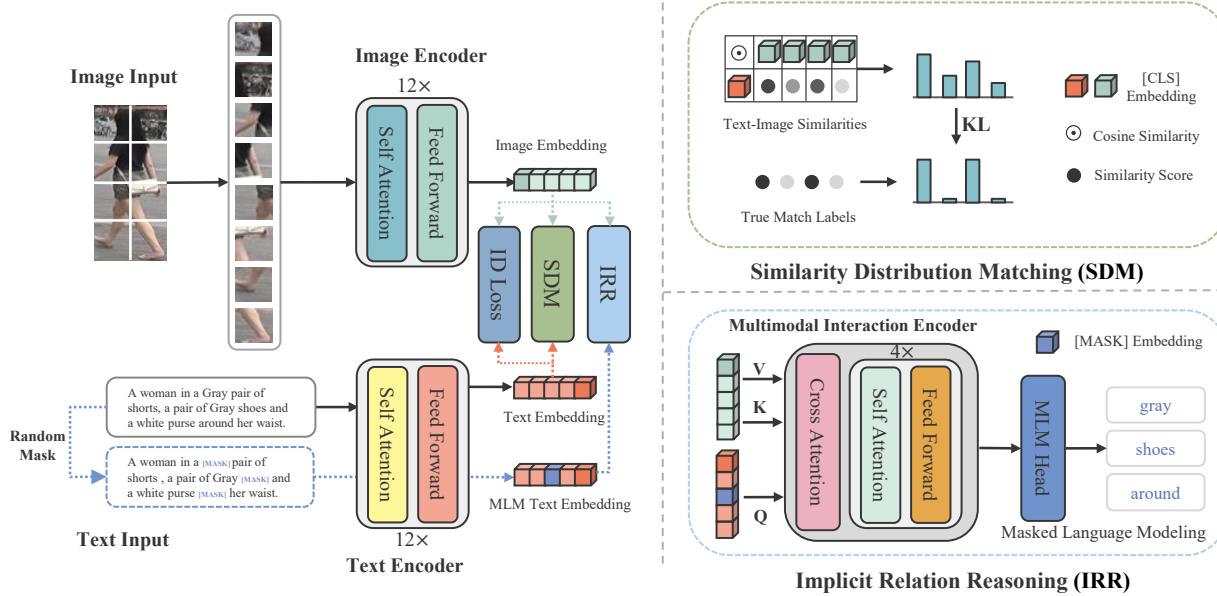 Image Input
Image Encoder
12×
Self Attention
Feed Forward
Image Embedding
ID Loss
SDM
IRR
A woman in a Gray pair of
shorts, a pair of Gray shoes and
a white purse around her waist.
Random
Mask
A woman in a [MASK] pair of
shorts , a pair of Gray [MASK] and
a white purse [MASK] her waist.
Text Input
Self Attention
Feed Forward
12×
Text Encoder
Text Embedding
MLM Text Embedding
Text-Image Similarities
KL
True Match Labels
[CLS]
Embedding
Cosine Similarity
Similarity Score
Similarity Distribution Matching (SDM)
Multimodal Interaction Encoder
4×
V
K
Q
Cross Attention
Self Attention
Feed Forward
MLM Head
[MASK] Embedding
gray
shoes
around
Masked Language Modeling
Implicit Relation Reasoning (IRR)